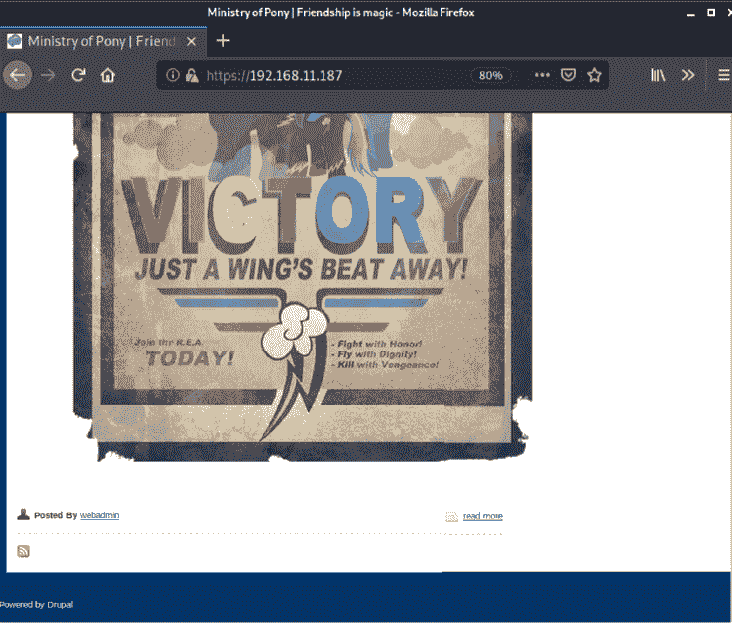 Ministry of Pony | Friendship is magic - Mozilla Firefox
Ministry of Pony | Friend
https://192.168.11.187
80%
VICTORY
JUST A WING'S BEAT AWAY!
Join the R.E.A.
TODAY!
- Fight with Honor!
- Fly with Dignity!
- Kill with Vengeance!
Posted By webadmin
read more
Powered by Drupal